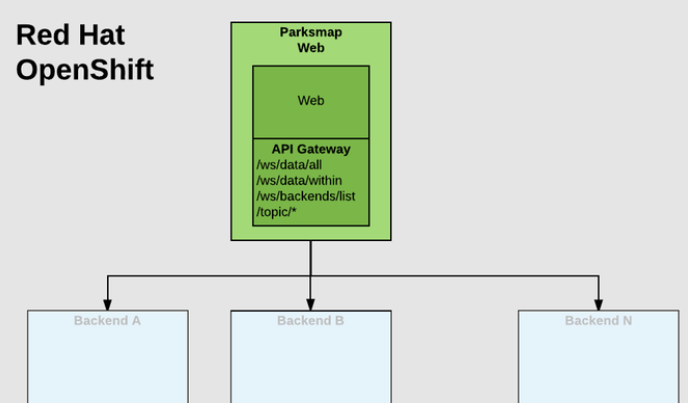 Red Hat
OpenShift
Parksmap
Web
Web
API Gateway
/ws/data/all
/ws/data/within
/ws/backends/list
/topic/*
Backend A
Backend B
Backend N